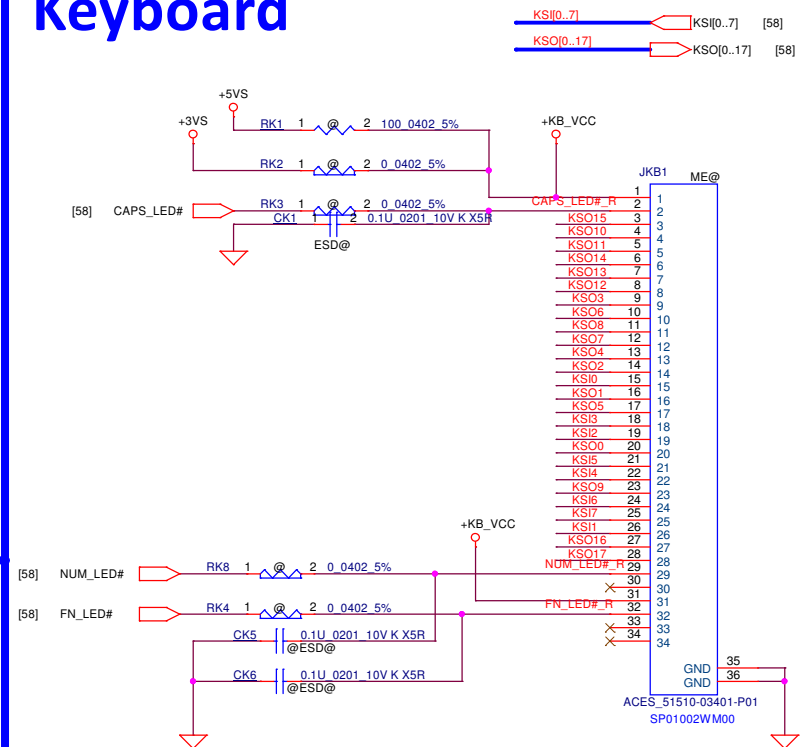 Keyboard
KSI[0..7] KSI[0..7] [58]
KSO[0..17] KSO[0..17] [58]
+5VS
+3VS
RK1 1 @ 2 100_0402_5%
+KB_VCC
RK2 1 @ 2 0_0402_5%
JKB1 ME@
[58] CAPS_LED# RK3 1 @ 2 0_0402_5%
CK1 1 2 0.1U_0201_10V K X5R
ESD@
1 1
CAPS_LED#_R 2 2
KSO15 3 3
KSO10 4 4
KSO11 5 5
KSO14 6 6
KSO13 7 7
KSO12 8 8
KSO3 9 9
KSO6 10 10
KSO8 11 11
KSO7 12 12
KSO4 13 13
KSO2 14 14
KSI0 15 15
KSO1 16 16
KSO5 17 17
KSI3 18 18
KSI2 19 19
KSO0 20 20
KSI5 21 21
KSI4 22 22
KSO9 23 23
KSI6 24 24
KSI7 25 25
KSI1 26 26
KSO16 27 27
KSO17 28 28
NUM_LED#_R 29 29
30 30
31 31
FN_LED#_R 32 32
33 33
34 34
+KB_VCC
[58] NUM_LED# RK8 1 @ 2 0_0402_5%
[58] FN_LED# RK4 1 @ 2 0_0402_5%
CK5 0.1U_0201_10V K X5R
@ESD@
CK6 0.1U_0201_10V K X5R
@ESD@
GND 35
GND 36
ACES_51510-03401-P01
SP01002WM00